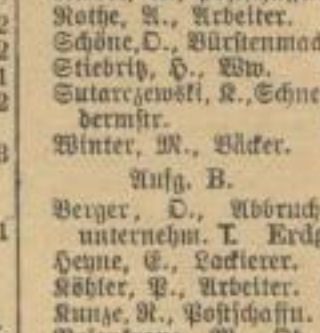 Rothe, A., Arbeiter.
Schöne, O., Bürstenmach
Stiebritz, H., Ww.
Sutarczewski, K., Schne
dermstr.
Winter, M., Bäcker.
Aufg. B.
Berger, O., Abbruch
unternehm. T. Erdg
Heyne, E., Lackierer.
Köhler, P., Arbeiter.
Kunze, R., Postschaffn.